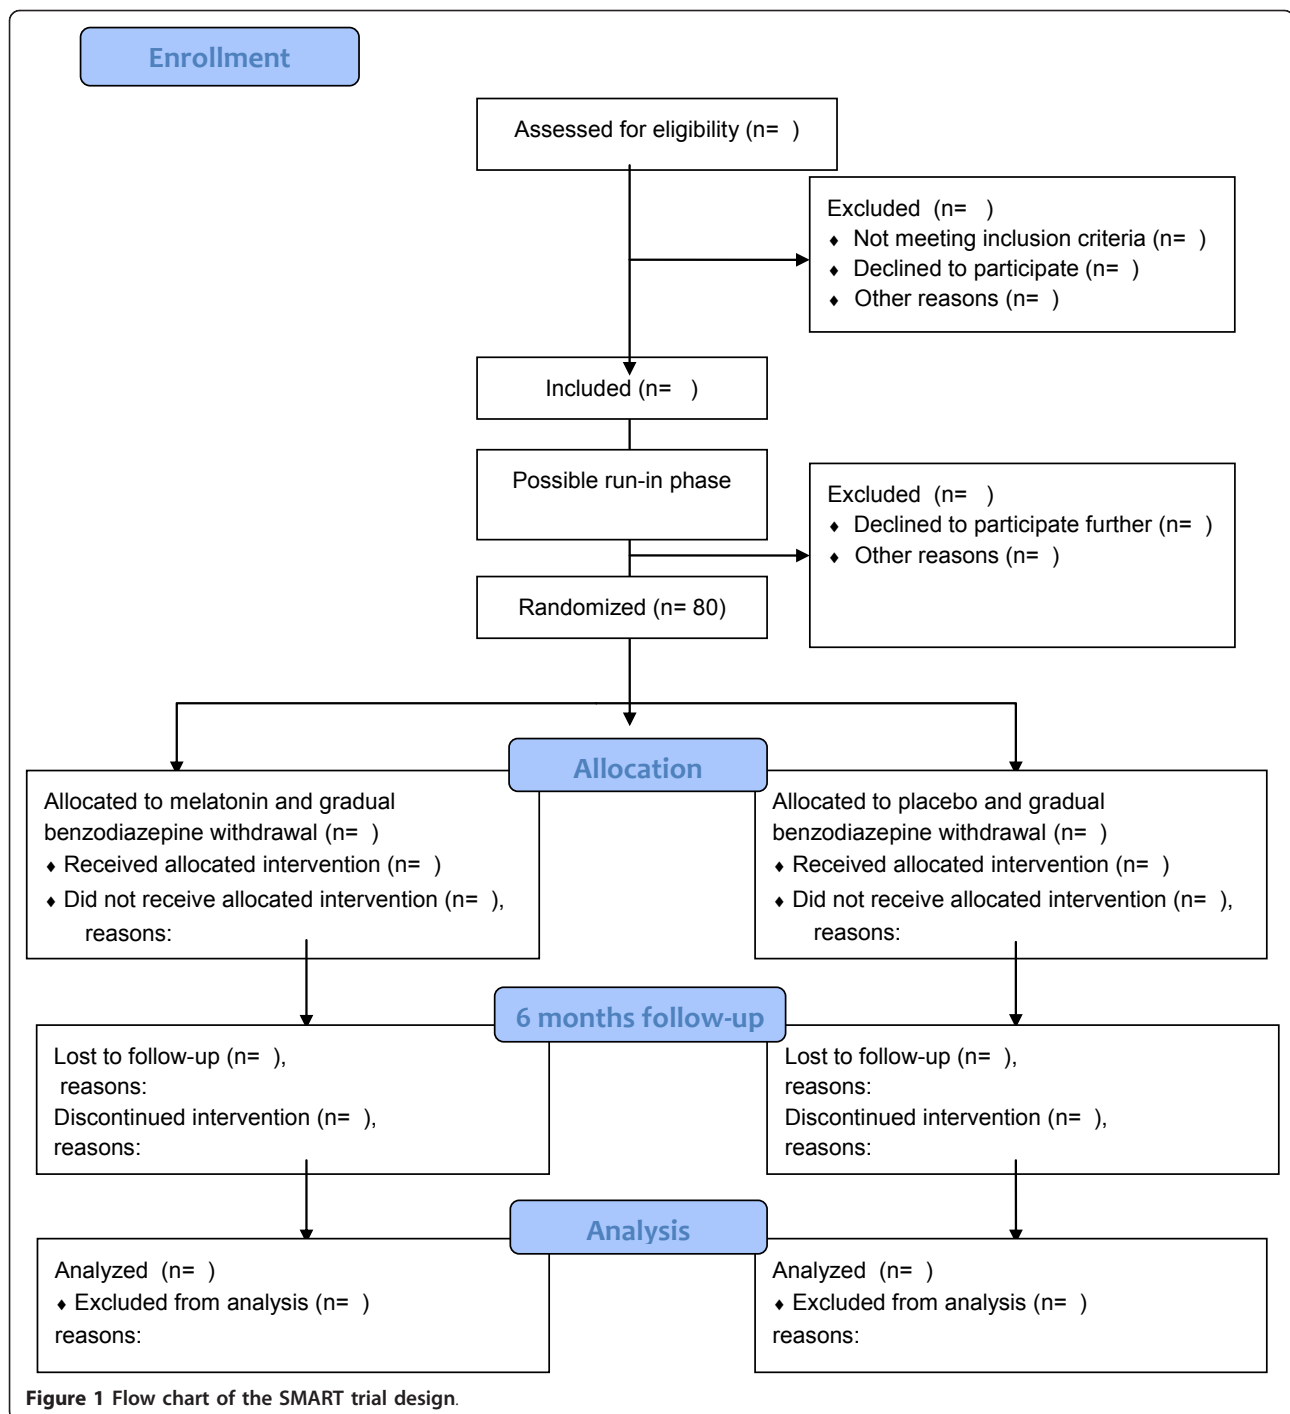 Enrollment
Assessed for eligibility (n=  )
Excluded  (n=   )
♦ Not meeting inclusion criteria (n=  )
♦ Declined to participate (n=  )
♦ Other reasons (n=  )
Included (n=   )
Possible run-in phase
Excluded  (n=   )
♦ Declined to participate further (n=  )
♦ Other reasons (n=  )
Randomized (n= 80)
Allocation
Allocated to melatonin and gradual
benzodiazepine withdrawal (n=  )
♦ Received allocated intervention (n=  )
♦ Did not receive allocated intervention (n=  ),
reasons:
Allocated to placebo and gradual
benzodiazepine withdrawal (n=  )
♦ Received allocated intervention (n=  )
♦ Did not receive allocated intervention (n=  ),
reasons:
6 months follow-up
Lost to follow-up (n=  ),
reasons:
Discontinued intervention (n=  ),
reasons:
Lost to follow-up (n=  ),
reasons:
Discontinued intervention (n=  ),
reasons:
Analysis
Analyzed  (n=  )
♦ Excluded from analysis (n=  )
reasons:
Analyzed  (n=  )
♦ Excluded from analysis (n=  )
reasons:
Figure 1 Flow chart of the SMART trial design.